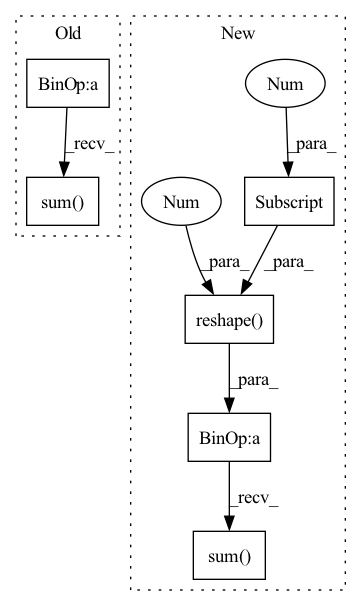 Old
New
BinOp:a
Num
_recv_
_para_
sum()
Num
Subscript
_para_
_para_
reshape()
_para_
BinOp:a
_recv_
sum()